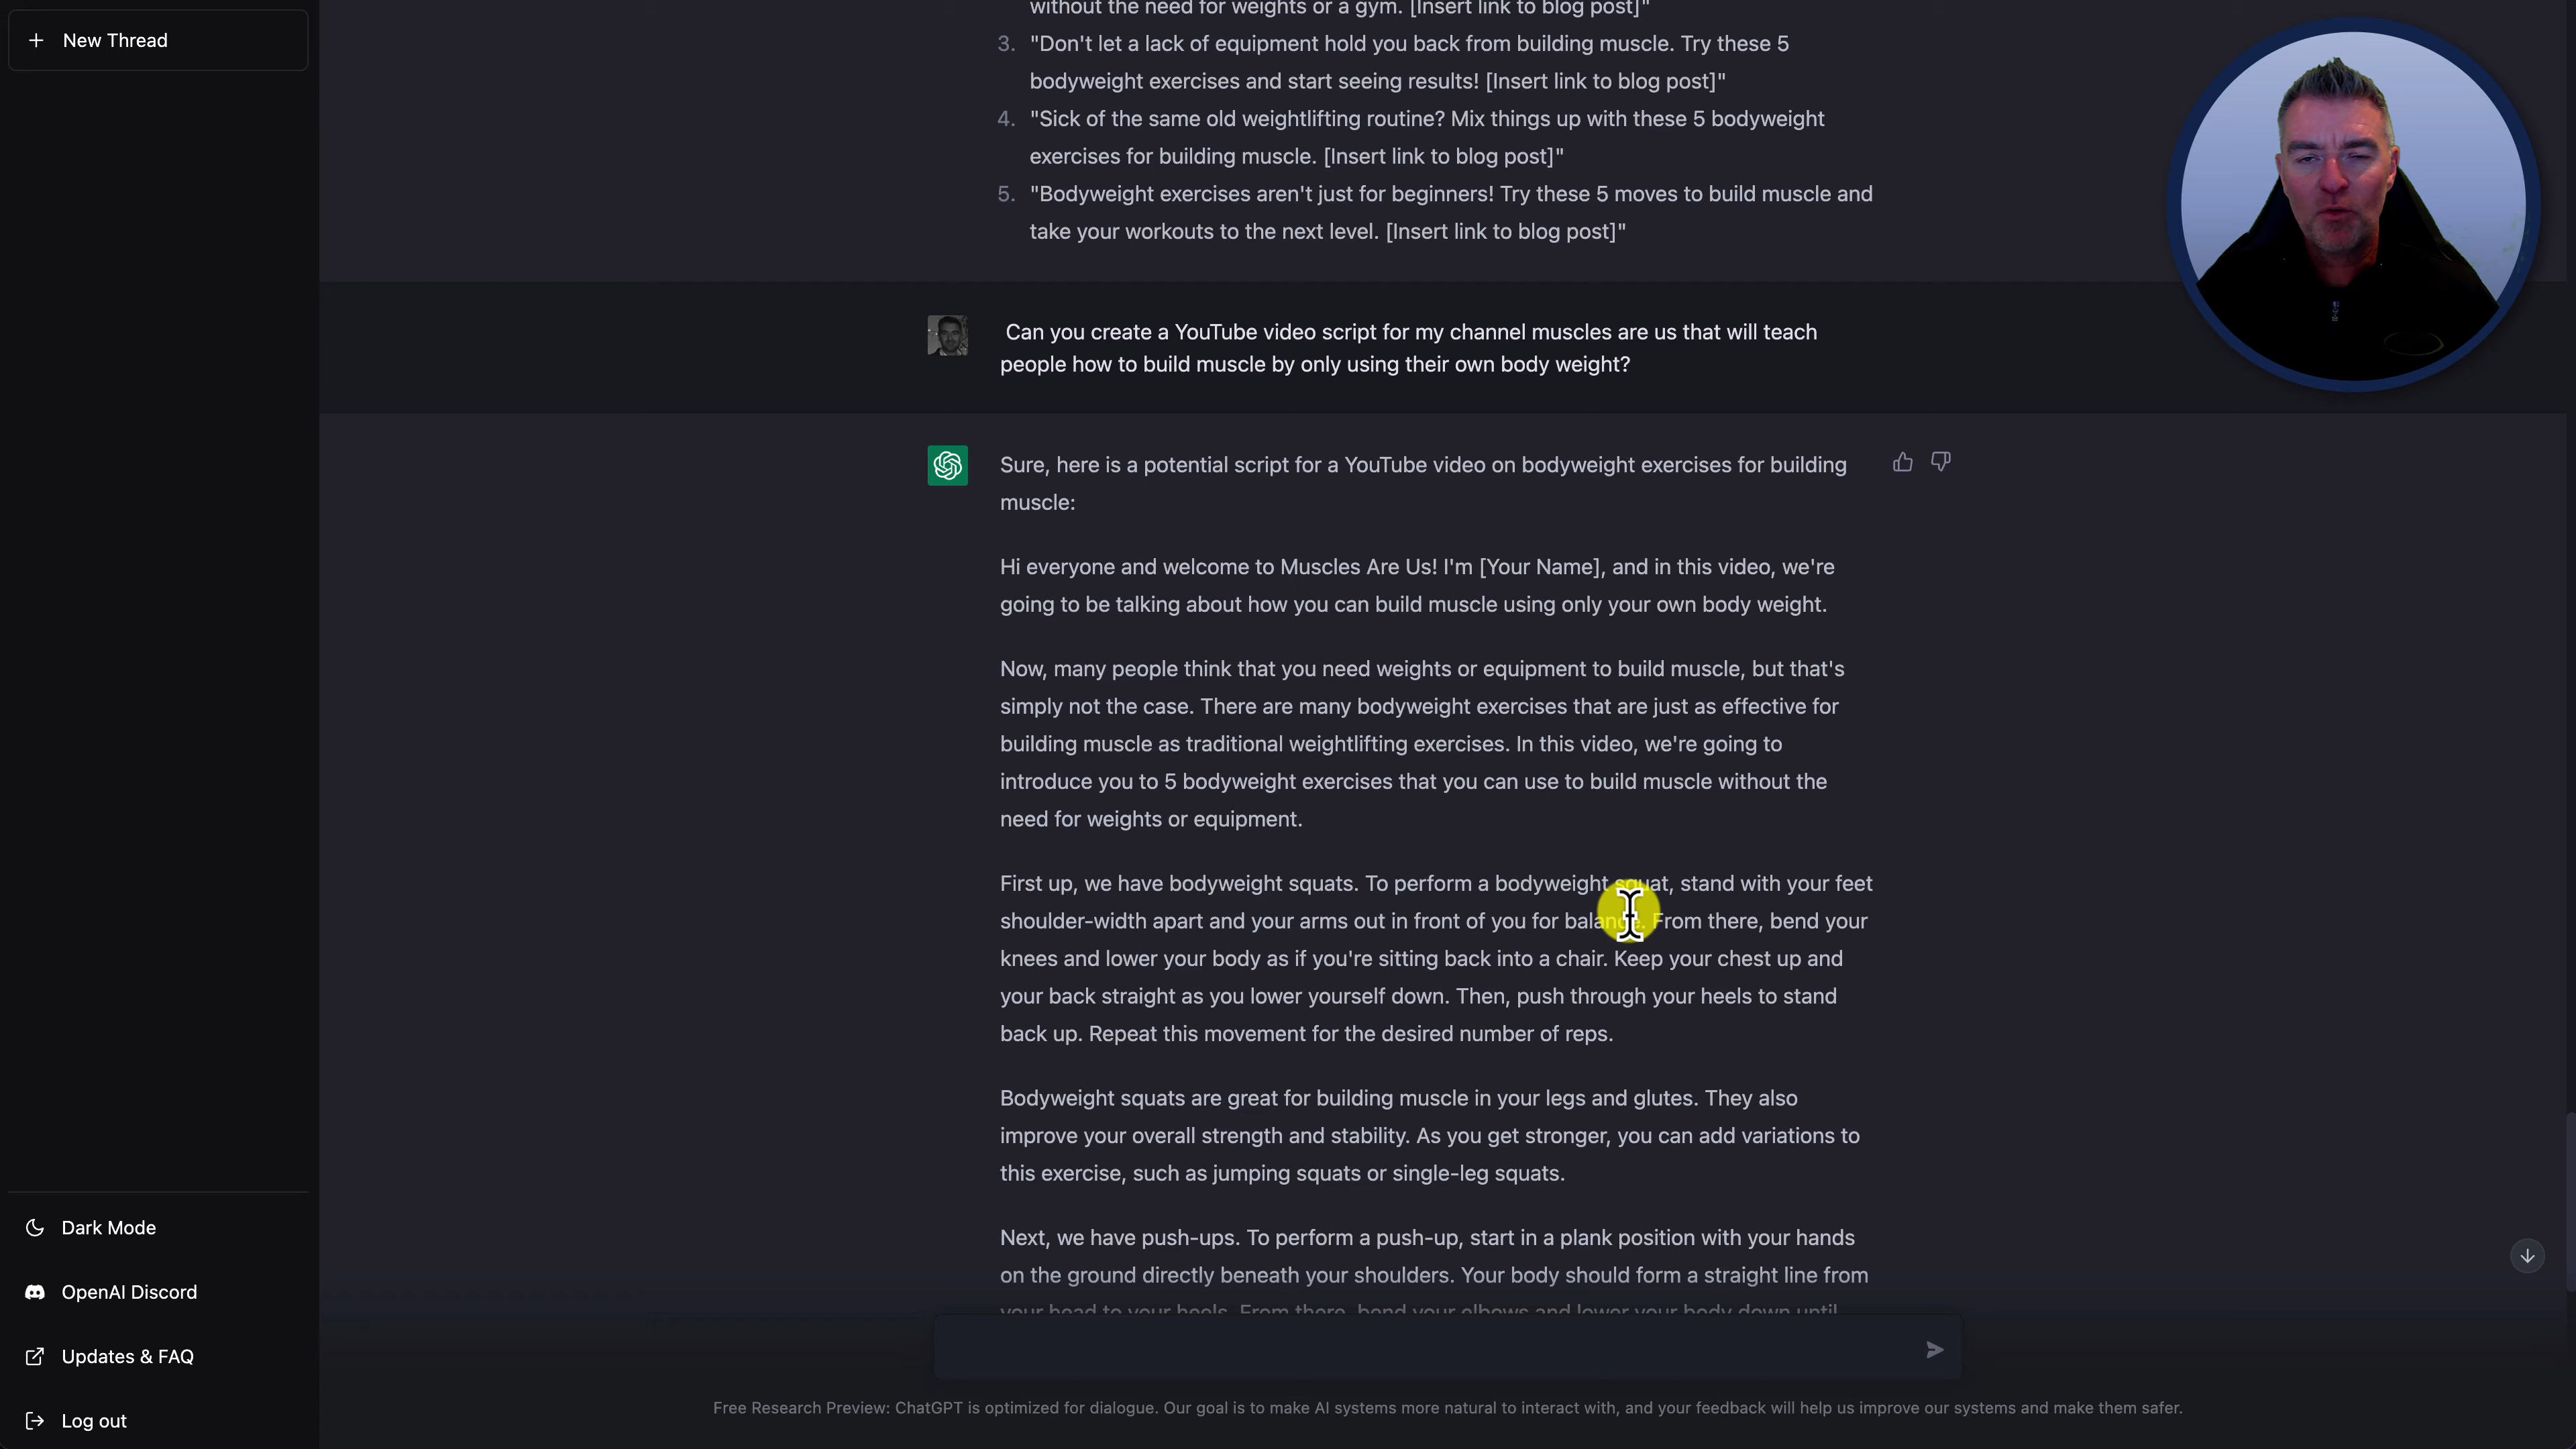 New Thread
without the need for weights or a gym. [Insert link to blog post]"
3. "Don't let a lack of equipment hold you back from building muscle. Try these 5
bodyweight exercises and start seeing results! [Insert link to blog post]"
4. "Sick of the same old weightlifting routine? Mix things up with these 5 bodyweight
exercises for building muscle. [Insert link to blog post]"
5. "Bodyweight exercises aren't just for beginners! Try these 5 moves to build muscle and
take your workouts to the next level. [Insert link to blog post]"
Can you create a YouTube video script for my channel muscles are us that will teach
people how to build muscle by only using their own body weight?
Sure, here is a potential script for a YouTube video on bodyweight exercises for building
muscle:
Hi everyone and welcome to Muscles Are Us! I'm [Your Name], and in this video, we're
going to be talking about how you can build muscle using only your own body weight.
Now, many people think that you need weights or equipment to build muscle, but that's
simply not the case. There are many bodyweight exercises that are just as effective for
building muscle as traditional weightlifting exercises. In this video, we're going to
introduce you to 5 bodyweight exercises that you can use to build muscle without the
need for weights or equipment.
First up, we have bodyweight squats. To perform a bodyweight squat, stand with your feet
shoulder-width apart and your arms out in front of you for balance. From there, bend your
knees and lower your body as if you're sitting back into a chair. Keep your chest up and
your back straight as you lower yourself down. Then, push through your heels to stand
back up. Repeat this movement for the desired number of reps.
Bodyweight squats are great for building muscle in your legs and glutes. They also
improve your overall strength and stability. As you get stronger, you can add variations to
this exercise, such as jumping squats or single-leg squats.
Next, we have push-ups. To perform a push-up, start in a plank position with your hands
on the ground directly beneath your shoulders. Your body should form a straight line from
your head to your heels. From there, bend your elbows and lower your body down until
Dark Mode
OpenAI Discord
Updates & FAQ
Log out
Free Research Preview: ChatGPT is optimized for dialogue. Our goal is to make AI systems more natural to interact with, and your feedback will help us improve our systems and make them safer.